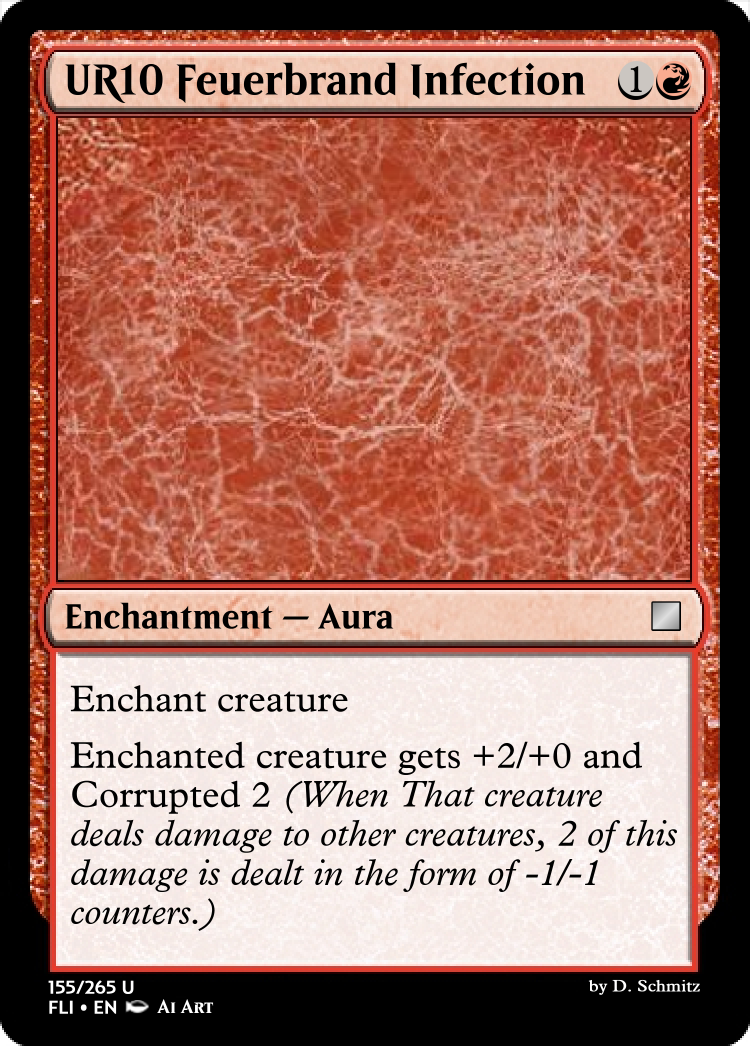 UR10 Feuerbrand Infection 1
Enchantment — Aura
Enchant creature
Enchanted creature gets +2/+0 and
Corrupted 2 (When That creature
deals damage to other creatures, 2 of this
damage is dealt in the form of -1/-1
counters.)
155/265 U
by D. Schmitz
FLI • EN AI ART